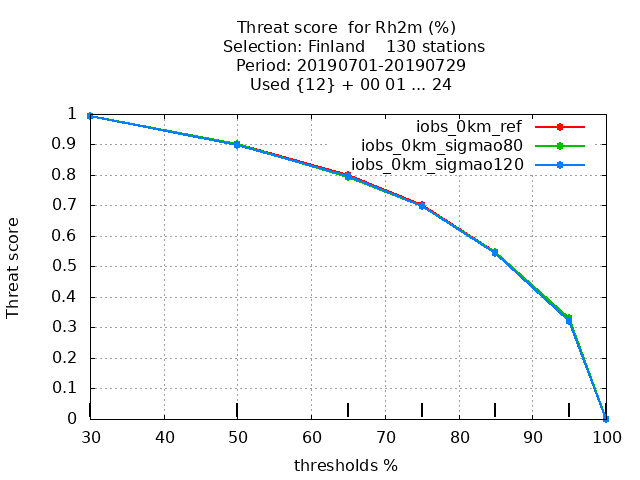 Threat score  for Rh2m (%)
Selection: Finland    130 stations
Period: 20190701-20190729
Used {12} + 00 01 ... 24
iobs_0km_ref
iobs_0km_sigmao80
iobs_0km_sigmao120
Threat score
1
0.9
0.8
0.7
0.6
0.5
0.4
0.3
0.2
0.1
0
30 40 50 60 70 80 90 100
thresholds %